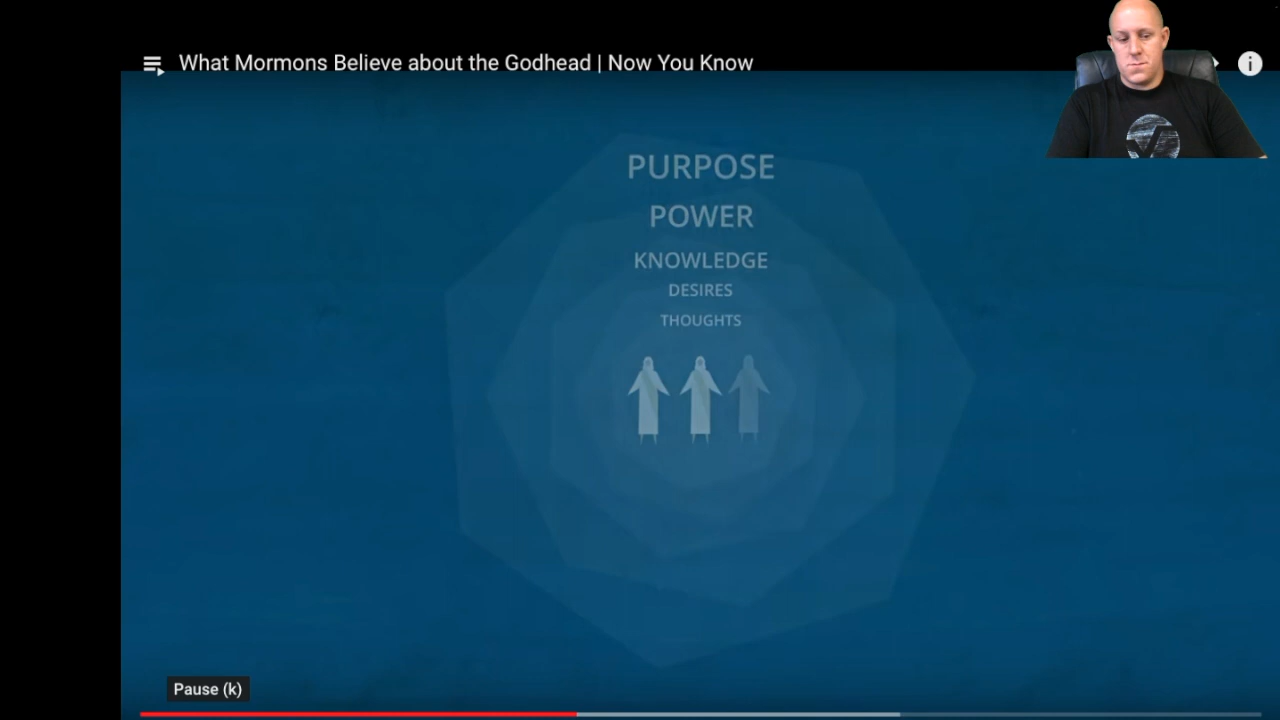 What Mormons Believe about the Godhead | Now You Know
PURPOSE
POWER
KNOWLEDGE
DESIRES
THOUGHTS
Pause (k)